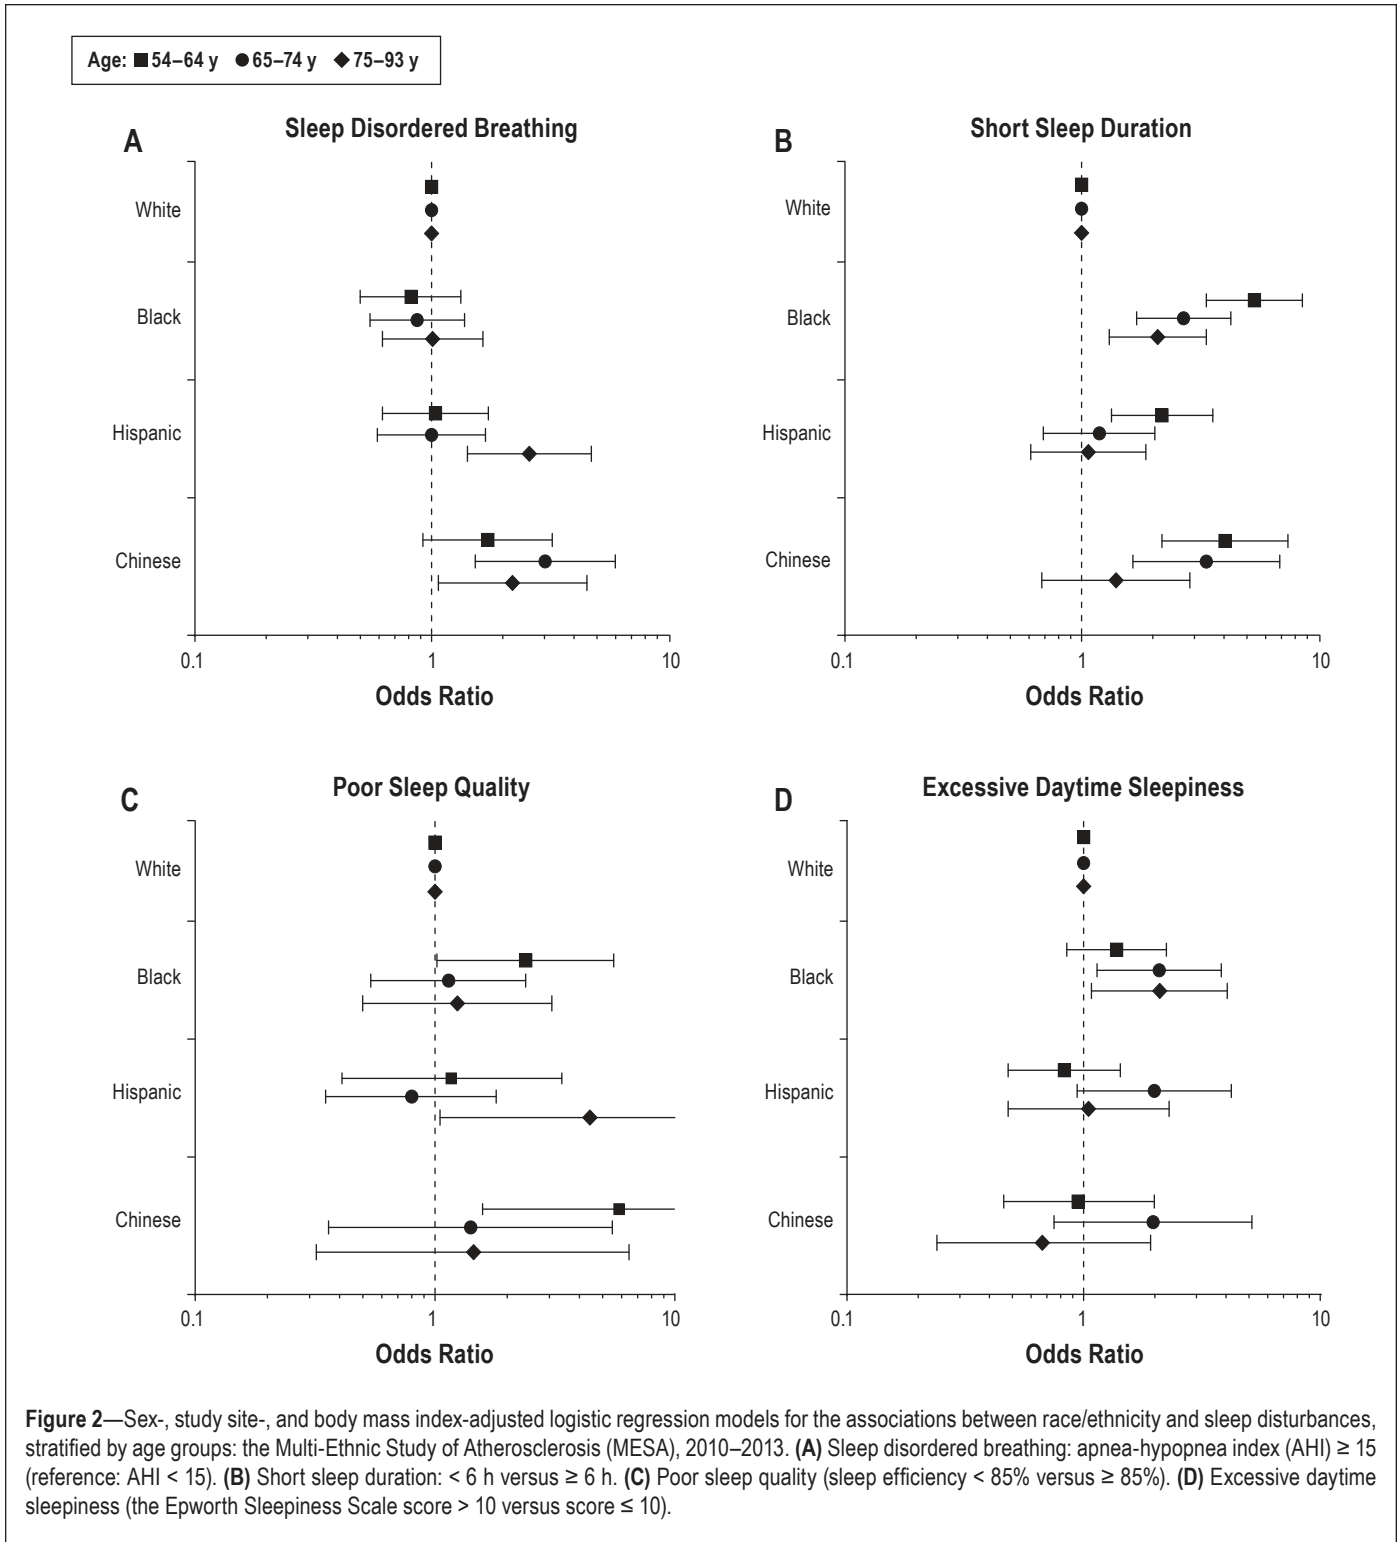 Age: ■ 54–64 y ● 65–74 y ◆ 75–93 y
A
Sleep Disordered Breathing
White
Black
Hispanic
Chinese
0.1 1 10
Odds Ratio
B
Short Sleep Duration
White
Black
Hispanic
Chinese
0.1 1 10
Odds Ratio
C
Poor Sleep Quality
White
Black
Hispanic
Chinese
0.1 1 10
Odds Ratio
D
Excessive Daytime Sleepiness
White
Black
Hispanic
Chinese
0.1 1 10
Odds Ratio
Figure 2—Sex-, study site-, and body mass index-adjusted logistic regression models for the associations between race/ethnicity and sleep disturbances,
stratified by age groups: the Multi-Ethnic Study of Atherosclerosis (MESA), 2010–2013. (A) Sleep disordered breathing: apnea-hypopnea index (AHI) ≥ 15
(reference: AHI < 15). (B) Short sleep duration: < 6 h versus ≥ 6 h. (C) Poor sleep quality (sleep efficiency < 85% versus ≥ 85%). (D) Excessive daytime
sleepiness (the Epworth Sleepiness Scale score > 10 versus score ≤ 10).